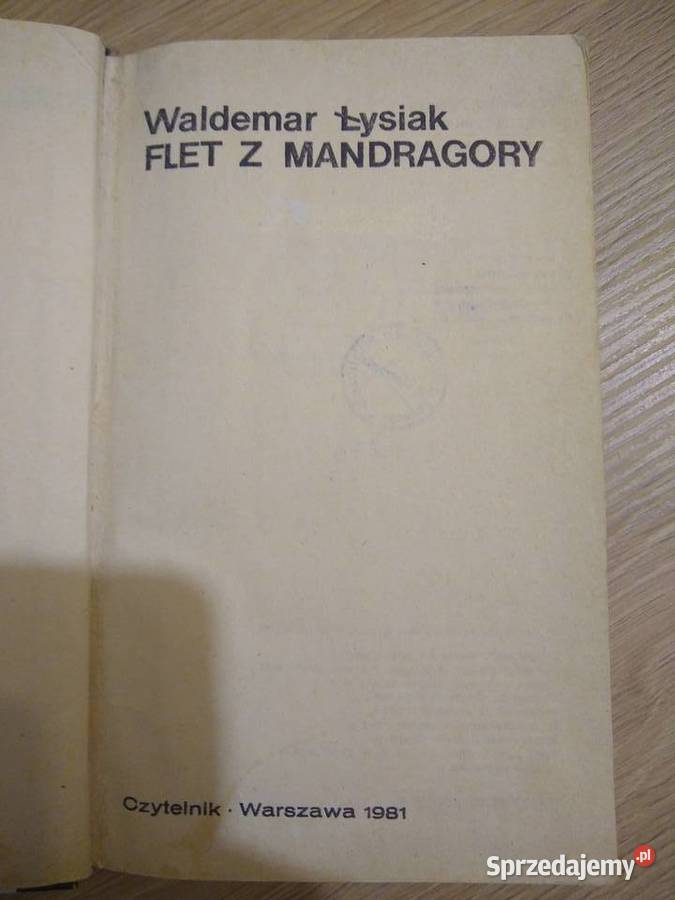 Waldemar Łysiak
FLET Z MANDRAGORY
Czytelnik · Warszawa 1981
Sprzedajemy.pl